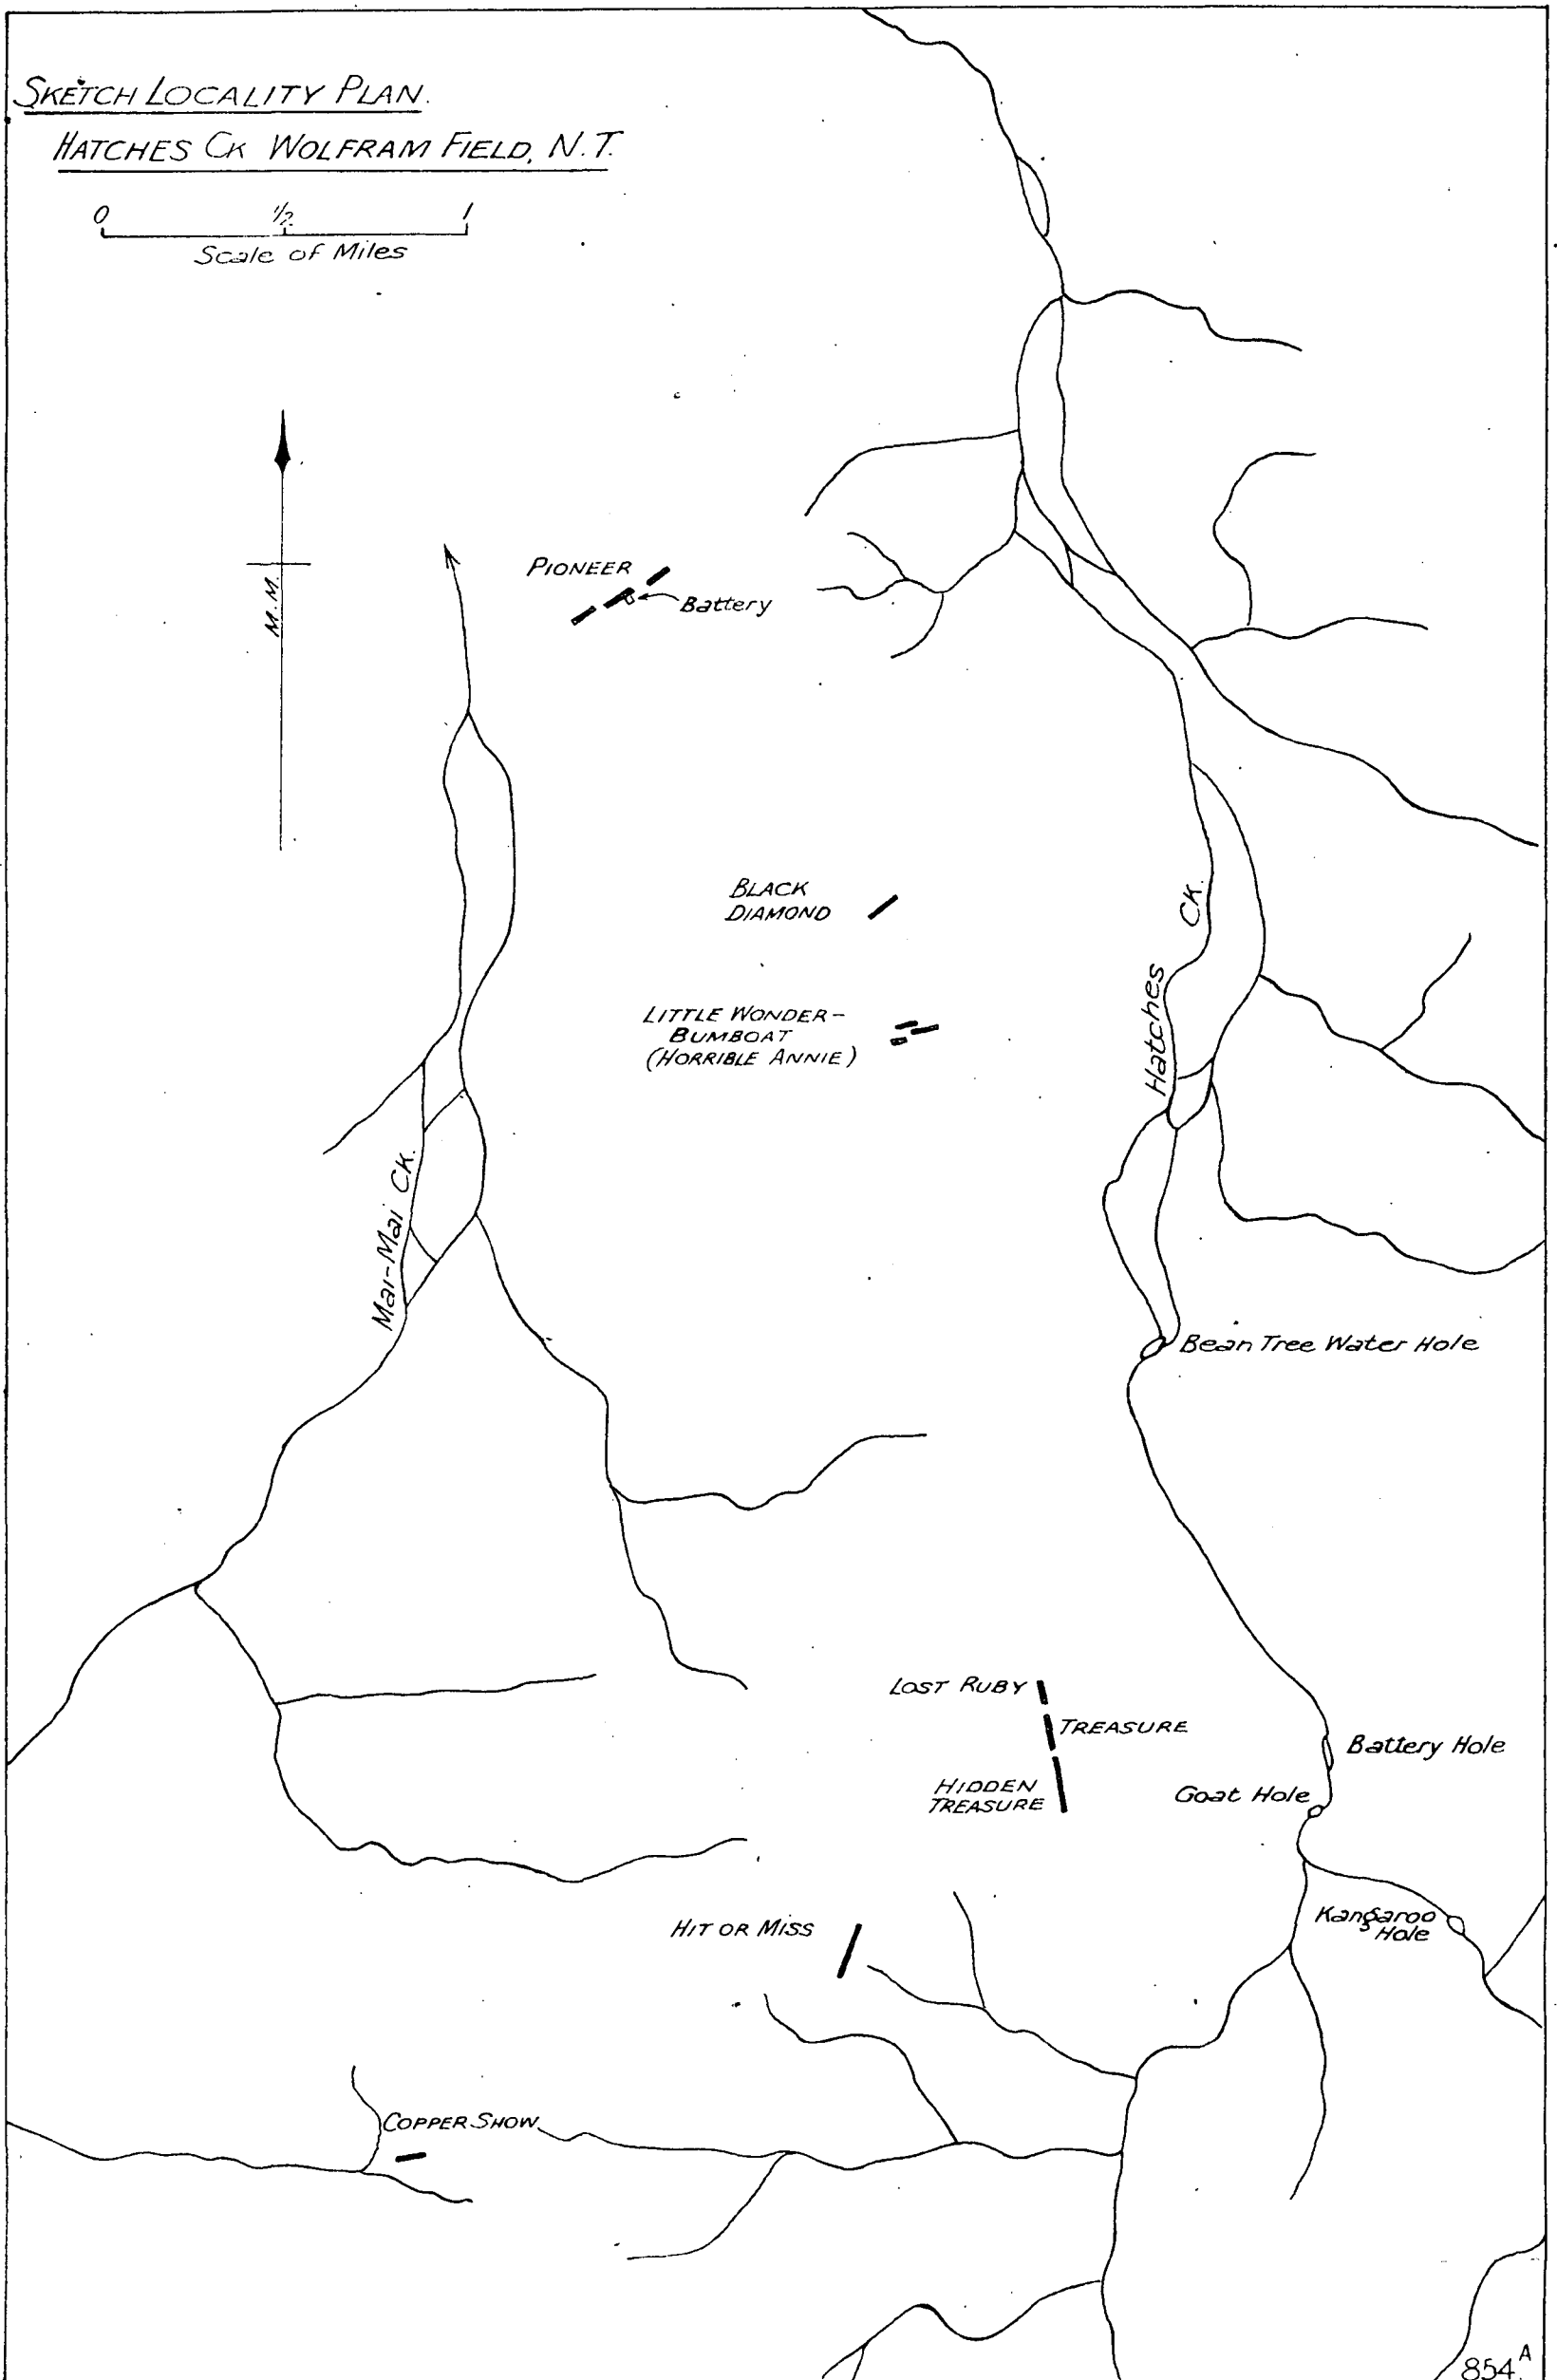 SKETCH LOCALITY PLAN.
HATCHES CK WOLFRAM FIELD, N.T.
0 1/2 1
Scale of Miles
M.M.
PIONEER
Battery
BLACK
DIAMOND
CK.
Hatches
LITTLE WONDER-
BUMBOAT
(HORRIBLE ANNIE)
Mai-Mai CK.
Bean Tree Water Hole
LOST RUBY
TREASURE
Battery Hole
HIDDEN
TREASURE
Goat Hole
Kangaroo
Hole
HIT OR MISS
COPPER SHOW
854.A